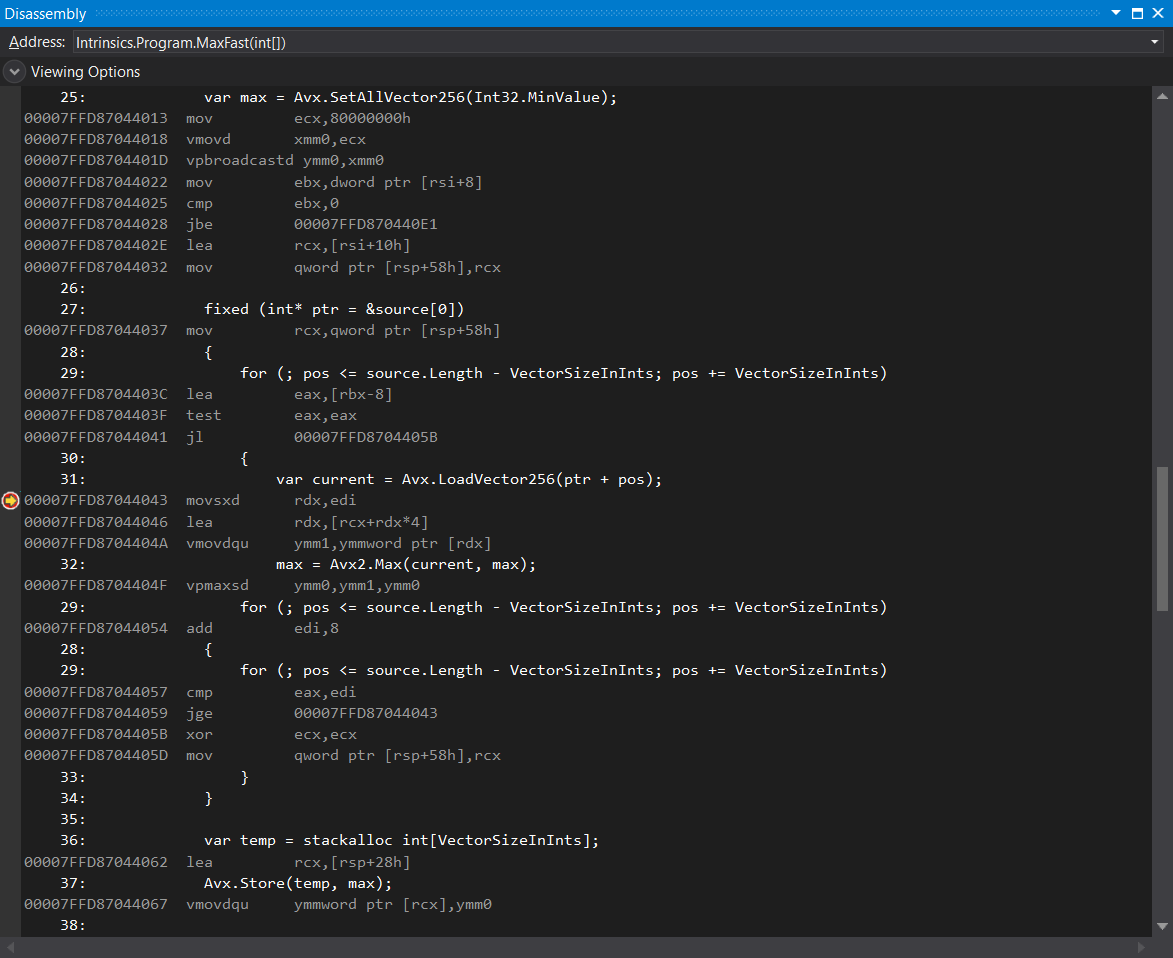 Disassembly
Address: Intrinsics.Program.MaxFast(int[])
Viewing Options
25: var max = Avx.SetAllVector256(Int32.MinValue);
00007FFD87044013 mov ecx,80000000h
00007FFD87044018 vmovd xmm0,ecx
00007FFD8704401D vpbroadcastd ymm0,xmm0
00007FFD87044022 mov ebx,dword ptr [rsi+8]
00007FFD87044025 cmp ebx,0
00007FFD87044028 jbe 00007FFD870440E1
00007FFD8704402E lea rcx,[rsi+10h]
00007FFD87044032 mov qword ptr [rsp+58h],rcx
26:
27: fixed (int* ptr = &source[0])
00007FFD87044037 mov rcx,qword ptr [rsp+58h]
28: {
29: for (; pos <= source.Length - VectorSizeInInts; pos += VectorSizeInInts)
00007FFD8704403C lea eax,[rbx-8]
00007FFD8704403F test eax,eax
00007FFD87044041 jl 00007FFD8704405B
30: {
31: var current = Avx.LoadVector256(ptr + pos);
00007FFD87044043 movsxd rdx,edi
00007FFD87044046 lea rdx,[rcx+rdx*4]
00007FFD8704404A vmovdqu ymm1,ymmword ptr [rdx]
32: max = Avx2.Max(current, max);
00007FFD8704404F vpmaxsd ymm0,ymm1,ymm0
29: for (; pos <= source.Length - VectorSizeInInts; pos += VectorSizeInInts)
00007FFD87044054 add edi,8
28: {
29: for (; pos <= source.Length - VectorSizeInInts; pos += VectorSizeInInts)
00007FFD87044057 cmp eax,edi
00007FFD87044059 jge 00007FFD87044043
00007FFD8704405B xor ecx,ecx
00007FFD8704405D mov qword ptr [rsp+58h],rcx
33: }
34: }
35:
36: var temp = stackalloc int[VectorSizeInInts];
00007FFD87044062 lea rcx,[rsp+28h]
37: Avx.Store(temp, max);
00007FFD87044067 vmovdqu ymmword ptr [rcx],ymm0
38: